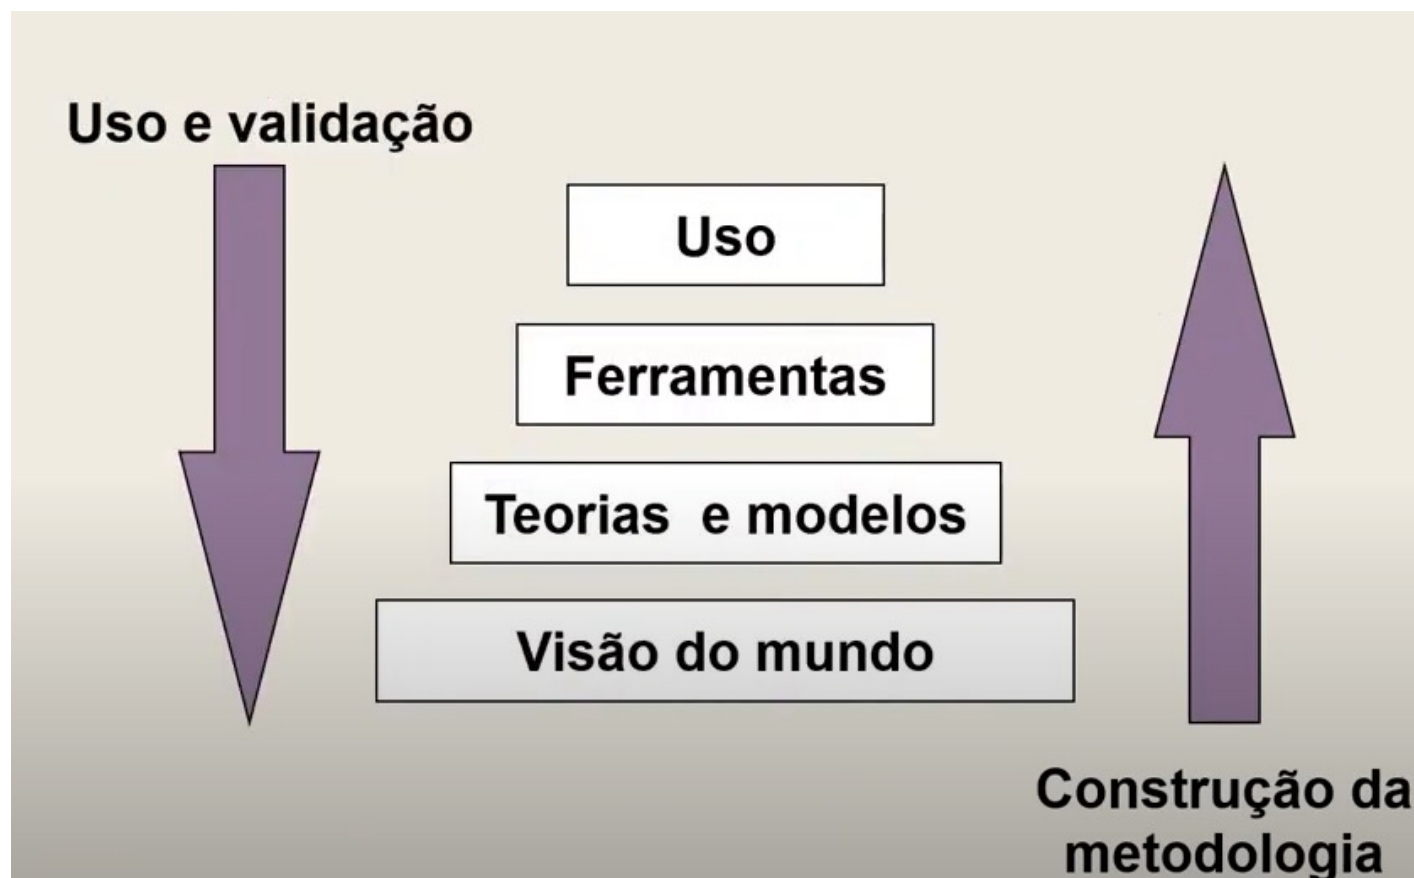 Uso e validação
Uso
Ferramentas
Teorias e modelos
Visão do mundo
Construção da
metodologia